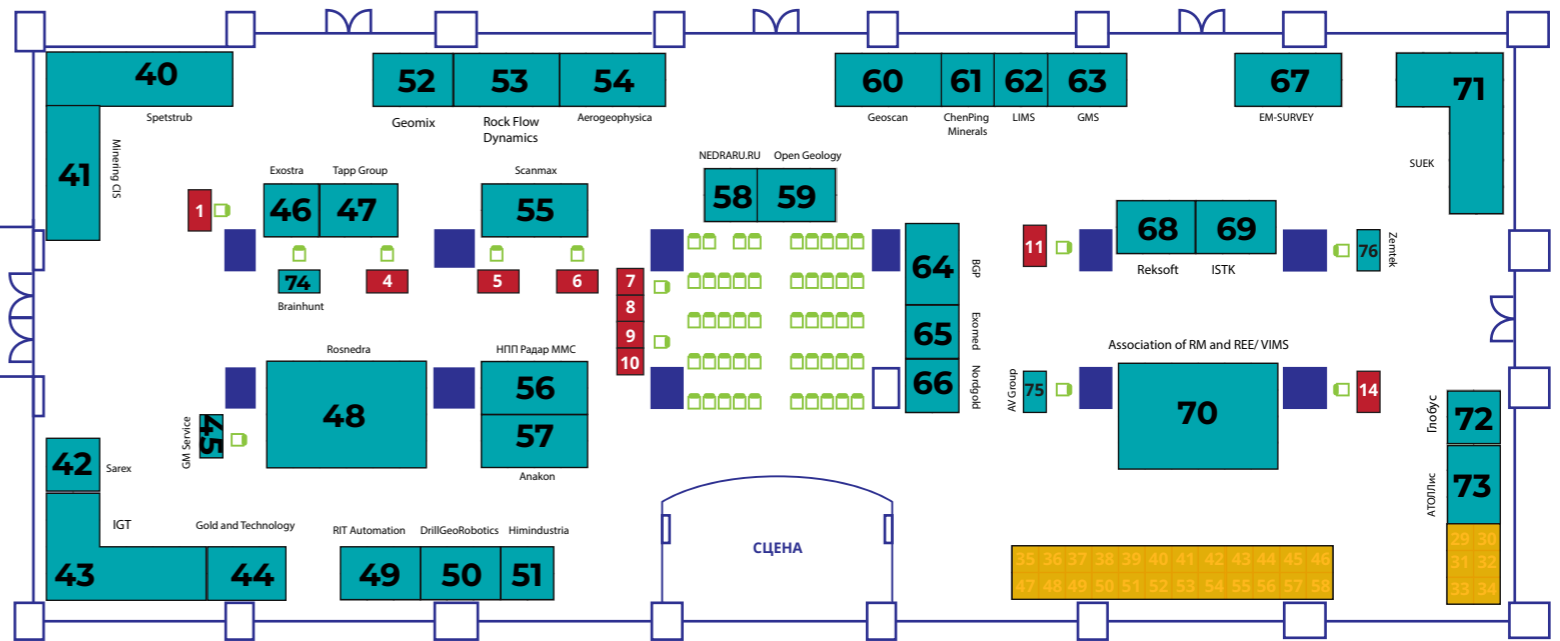 40
52
53
54
60
61
62
63
67
71
Spetstrub
Geomix
Rock Flow
Dynamics
Aerogeophysica
Geoscan
ChenPing
Minerals
LIMS
GMS
EM-SURVEY
SUEK
41
Minering CIS
NEDRARU.RU
Open Geology
58
59
Exostra
Tapp Group
Scanmax
1
46
47
55
68
69
11
76
Zemtek
Reksoft
ISTK
64
BGP
74
4
5
6
Brainhunt
7
8
9
10
65
Exomed
66
Nordgold
Rosnedra
НПП Радар ММС
Association of RM and REE/ VIMS
48
56
57
Anakon
AV Group
75
70
14
GM Service
45
Глобус
72
АТОЛЛис
73
42
Sarex
IGT
Gold and Technology
RIT Automation
DrillGeoRobotics
Himindustria
43
44
49
50
51
СЦЕНА
35 36 37 38 39 40 41 42 43 44 45 46
47 48 49 50 51 52 53 54 55 56 57 58
29 30
31 32
33 34